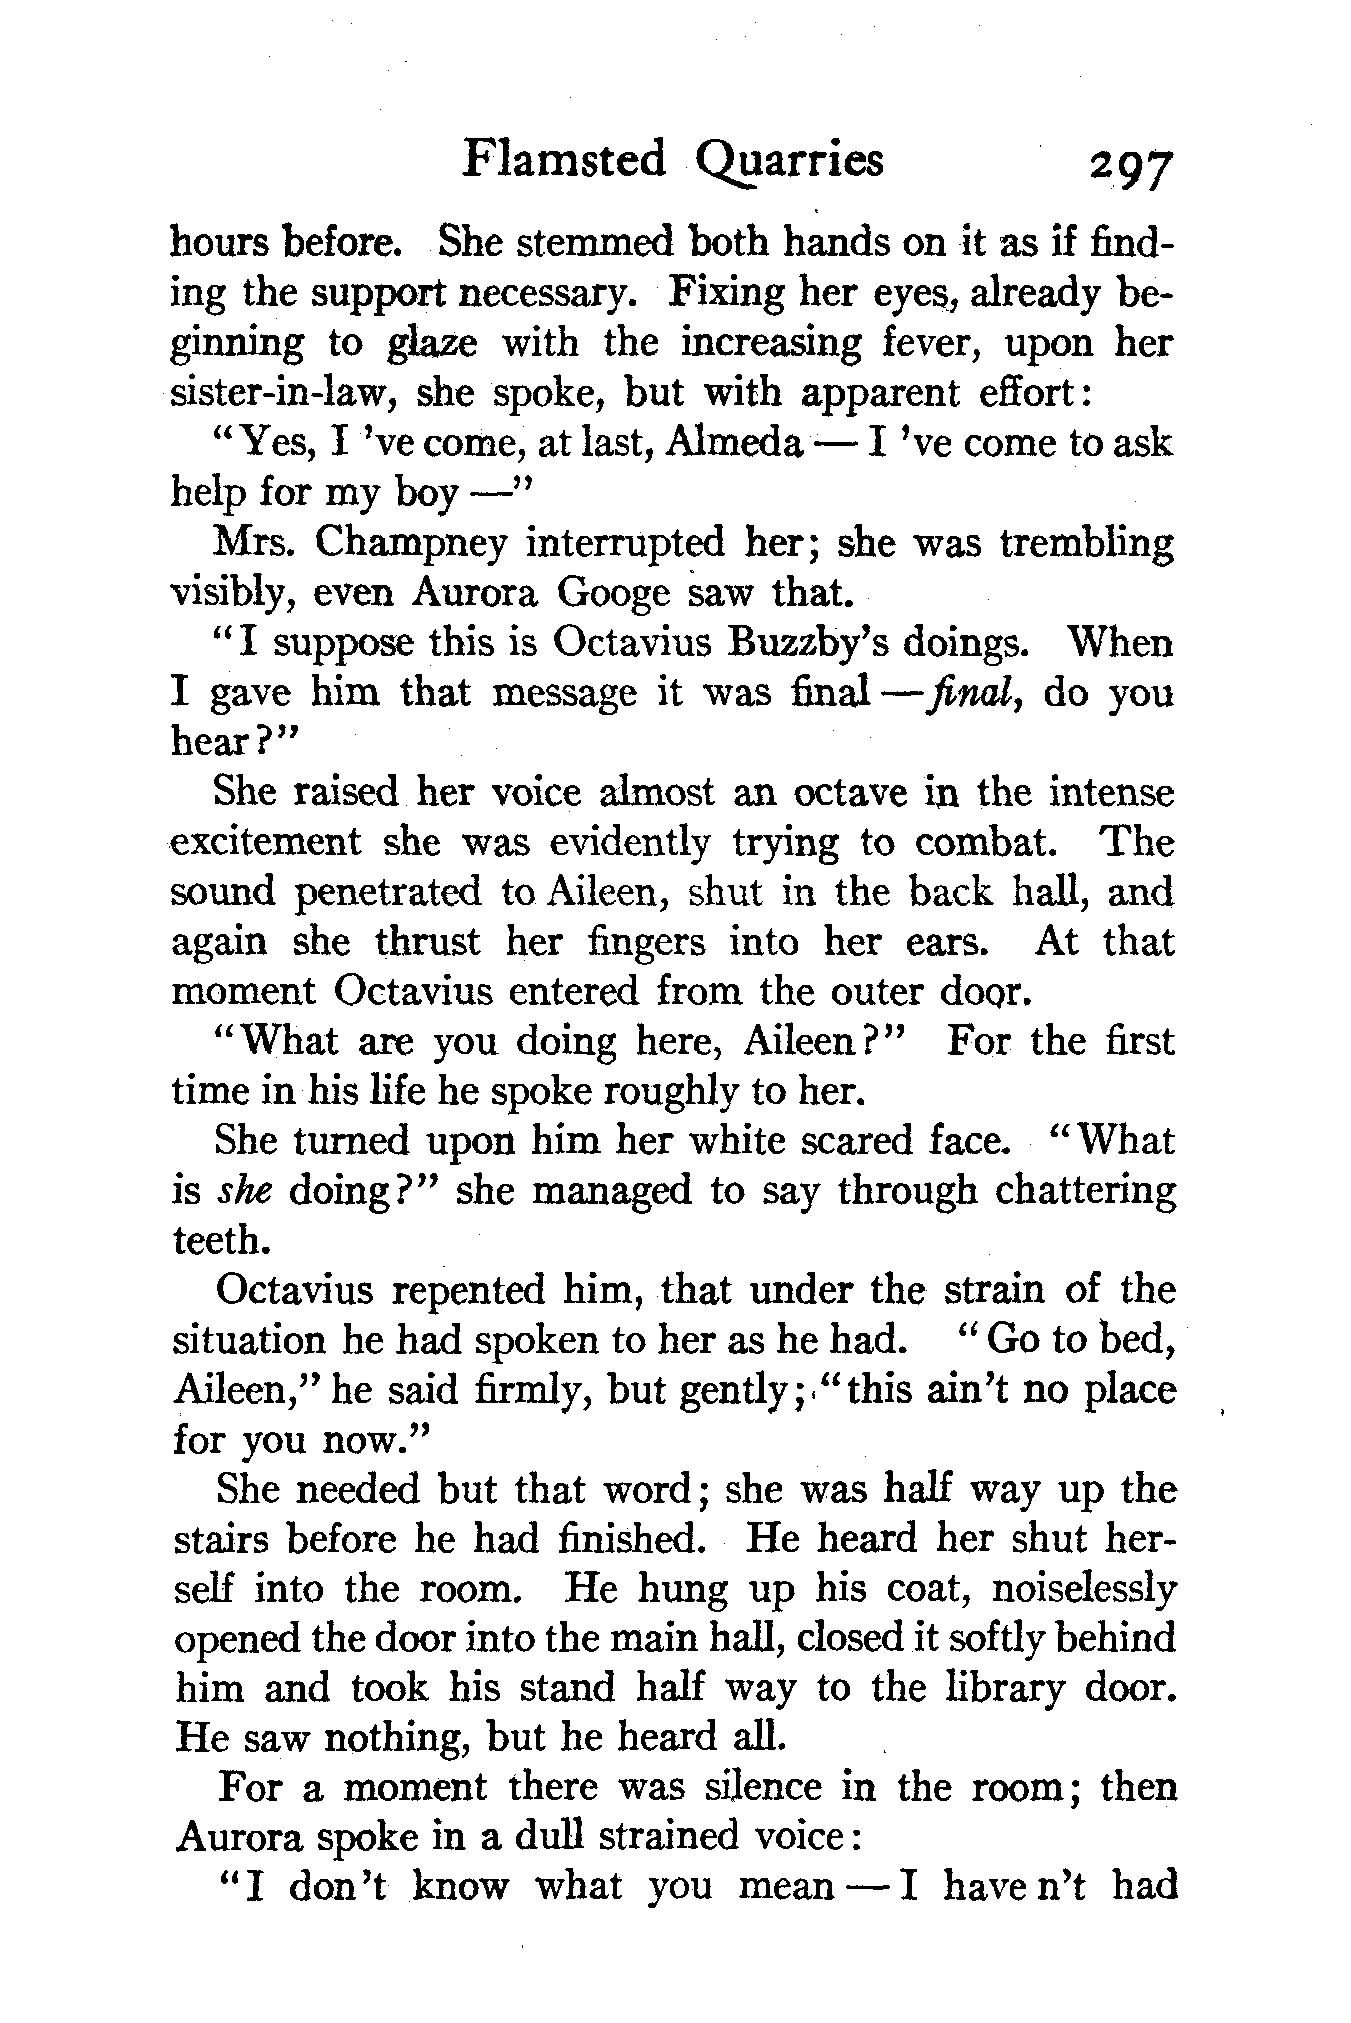 Flamsted Quarries 297
hours before. She stemmed both hands on it as if find-
ing the support necessary. Fixing her eyes, already be-
ginning to glaze with the increasing fever, upon her
sister-in-law, she spoke, but with apparent effort:
"Yes, I 've come, at last, Almeda — I 've come to ask
help for my boy —"
Mrs. Champney interrupted her; she was trembling
visibly, even Aurora Googe saw that.
"I suppose this is Octavius Buzzby's doings. When
I gave him that message it was final — final, do you
hear?"
She raised her voice almost an octave in the intense
excitement she was evidently trying to combat. The
sound penetrated to Aileen, shut in the back hall, and
again she thrust her fingers into her ears. At that
moment Octavius entered from the outer door.
"What are you doing here, Aileen?" For the first
time in his life he spoke roughly to her.
She turned upon him her white scared face. "What
is she doing?" she managed to say through chattering
teeth.
Octavius repented him, that under the strain of the
situation he had spoken to her as he had. "Go to bed,
Aileen," he said firmly, but gently; "this ain't no place
for you now."
She needed but that word; she was half way up the
stairs before he had finished. He heard her shut her-
self into the room. He hung up his coat, noiselessly
opened the door into the main hall, closed it softly behind
him and took his stand half way to the library door.
He saw nothing, but he heard all.
For a moment there was silence in the room; then
Aurora spoke in a dull strained voice:
"I don't know what you mean — I have n't had